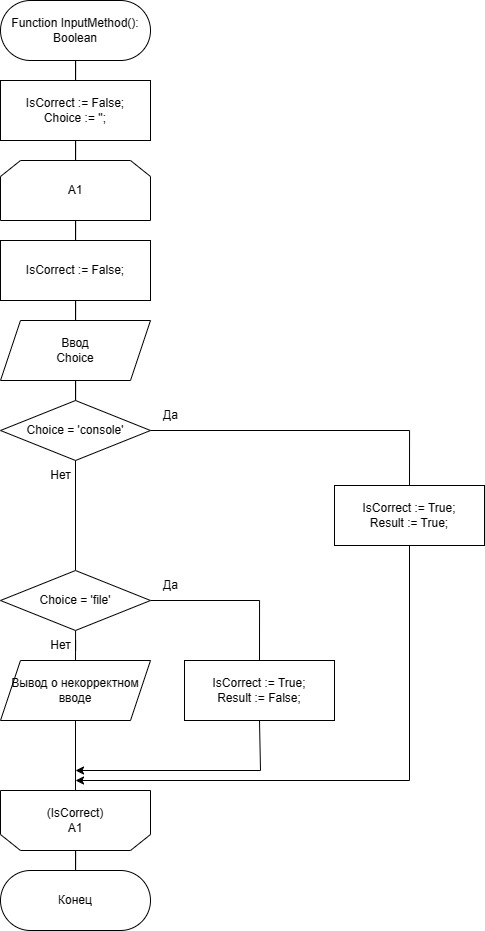 Function InputMethod():
Boolean
IsCorrect := False;
Choice := '';
A1
IsCorrect := False;
Ввод
Choice
Choice = 'console'
Да
Нет
IsCorrect := True;
Result := True;
Choice = 'file'
Да
Нет
Вывод о некорректном
вводе
IsCorrect := True;
Result := False;
(IsCorrect)
A1
Конец